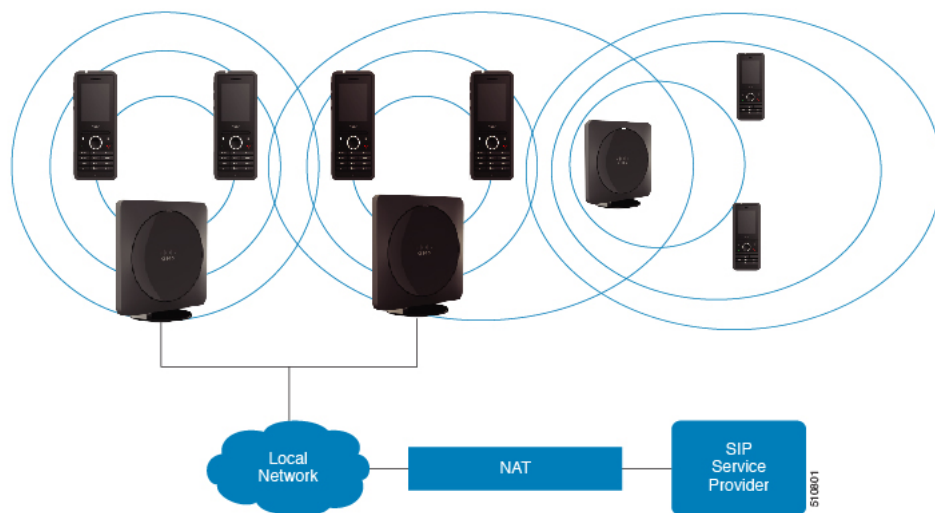 Local
Network
NAT
SIP
Service
Provider
510801